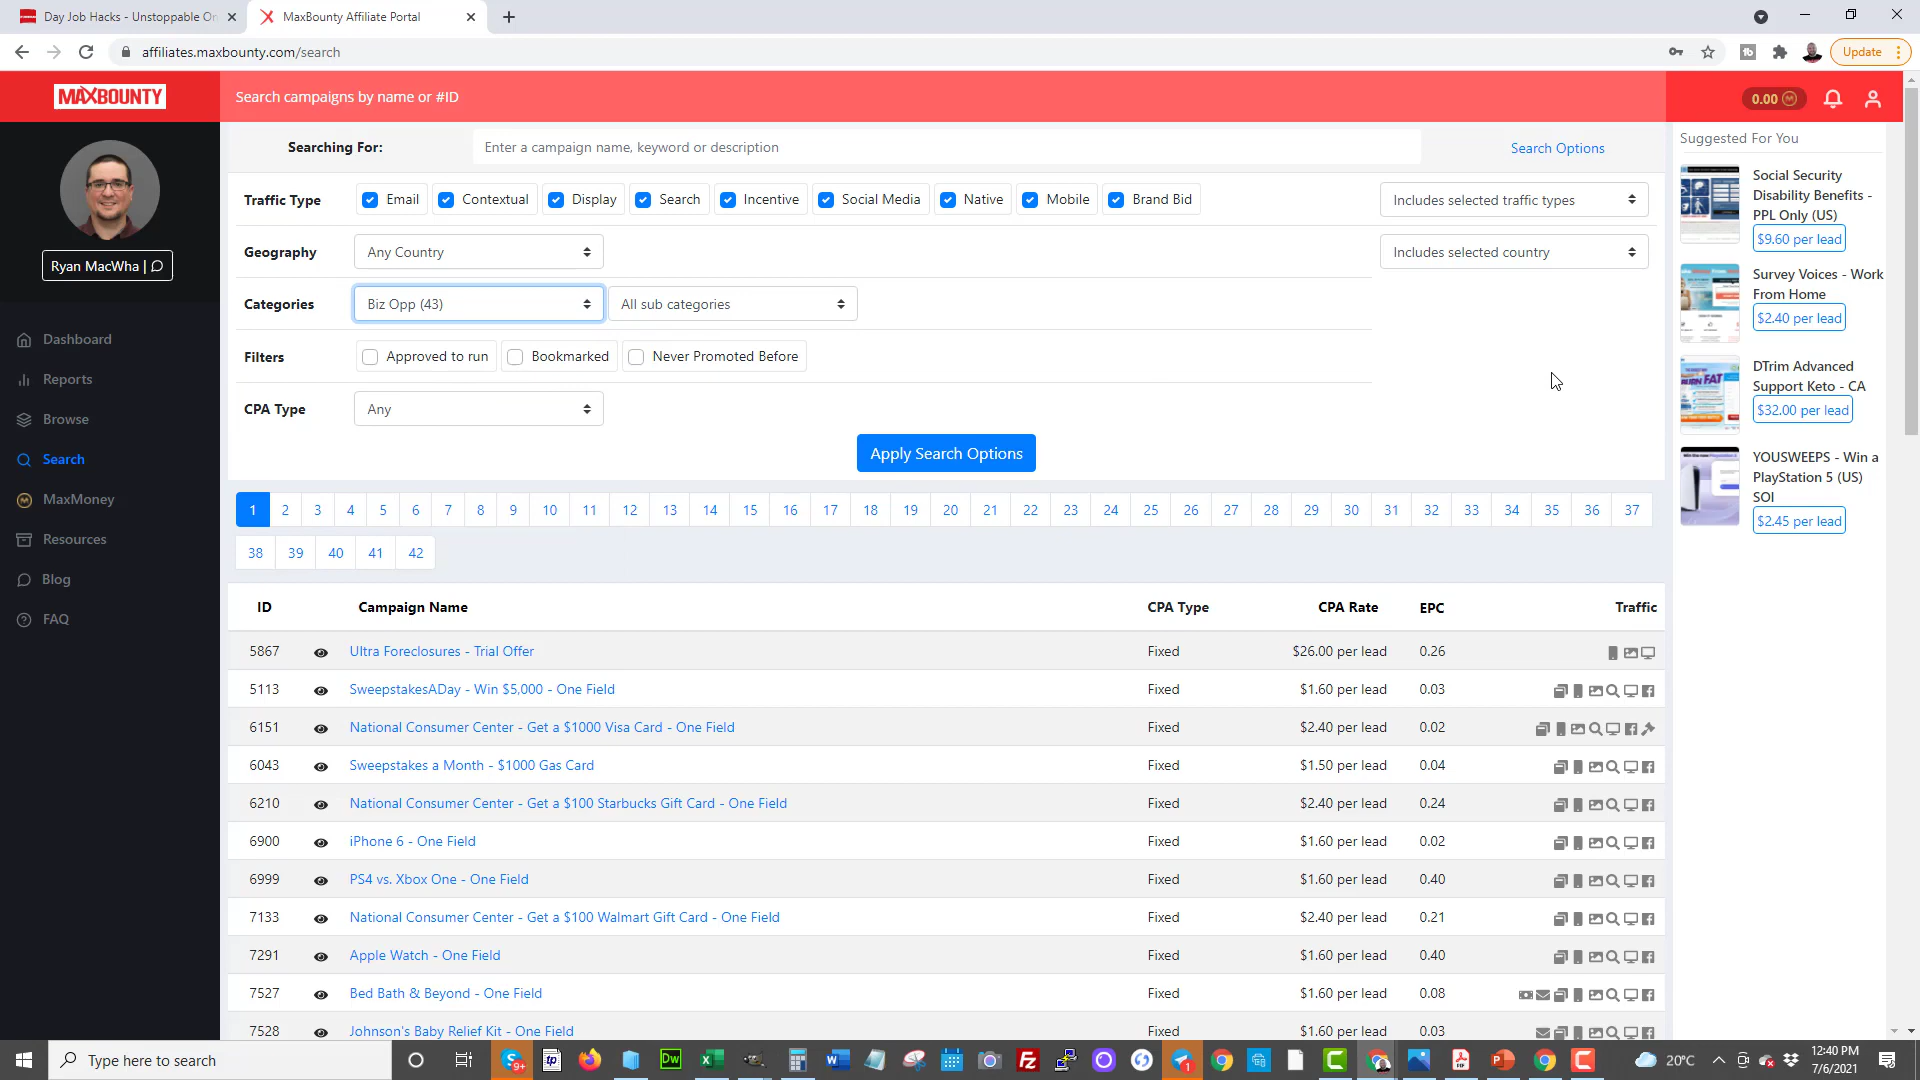 Day Job Hacks - Unstoppable On
MaxBounty Affiliate Portal
affiliates.maxbounty.com/search
Update
MAXBOUNTY
Search campaigns by name or #ID
0.00
Searching For:
Enter a campaign name, keyword or description
Search Options
Traffic Type
Email
Contextual
Display
Search
Incentive
Social Media
Native
Mobile
Brand Bid
Includes selected traffic types
Geography
Any Country
Includes selected country
Categories
Biz Opp (43)
All sub categories
Filters
Approved to run
Bookmarked
Never Promoted Before
CPA Type
Any
Apply Search Options
Ryan MacWha |
Dashboard
Reports
Browse
Search
MaxMoney
Resources
Blog
FAQ
1 2 3 4 5 6 7 8 9 10 11 12 13 14 15 16 17 18 19 20 21 22 23 24 25 26 27 28 29 30 31 32 33 34 35 36 37
38 39 40 41 42
ID Campaign Name CPA Type CPA Rate EPC Traffic
5867 Ultra Foreclosures - Trial Offer Fixed $26.00 per lead 0.26
5113 SweepstakesADay - Win $5,000 - One Field Fixed $1.60 per lead 0.03
6151 National Consumer Center - Get a $1000 Visa Card - One Field Fixed $2.40 per lead 0.02
6043 Sweepstakes a Month - $1000 Gas Card Fixed $1.50 per lead 0.04
6210 National Consumer Center - Get a $100 Starbucks Gift Card - One Field Fixed $2.40 per lead 0.24
6900 iPhone 6 - One Field Fixed $1.60 per lead 0.02
6999 PS4 vs. Xbox One - One Field Fixed $1.60 per lead 0.40
7133 National Consumer Center - Get a $100 Walmart Gift Card - One Field Fixed $2.40 per lead 0.21
7291 Apple Watch - One Field Fixed $1.60 per lead 0.40
7527 Bed Bath & Beyond - One Field Fixed $1.60 per lead 0.08
7528 Johnson's Baby Relief Kit - One Field Fixed $1.60 per lead 0.03
Suggested For You
Social Security
Disability Benefits -
PPL Only (US)
$9.60 per lead
Survey Voices - Work
From Home
$2.40 per lead
DTrim Advanced
Support Keto - CA
$32.00 per lead
YOUSWEEPS - Win a
PlayStation 5 (US)
SOI
$2.45 per lead
Type here to search
20°C
12:40 PM
7/6/2021